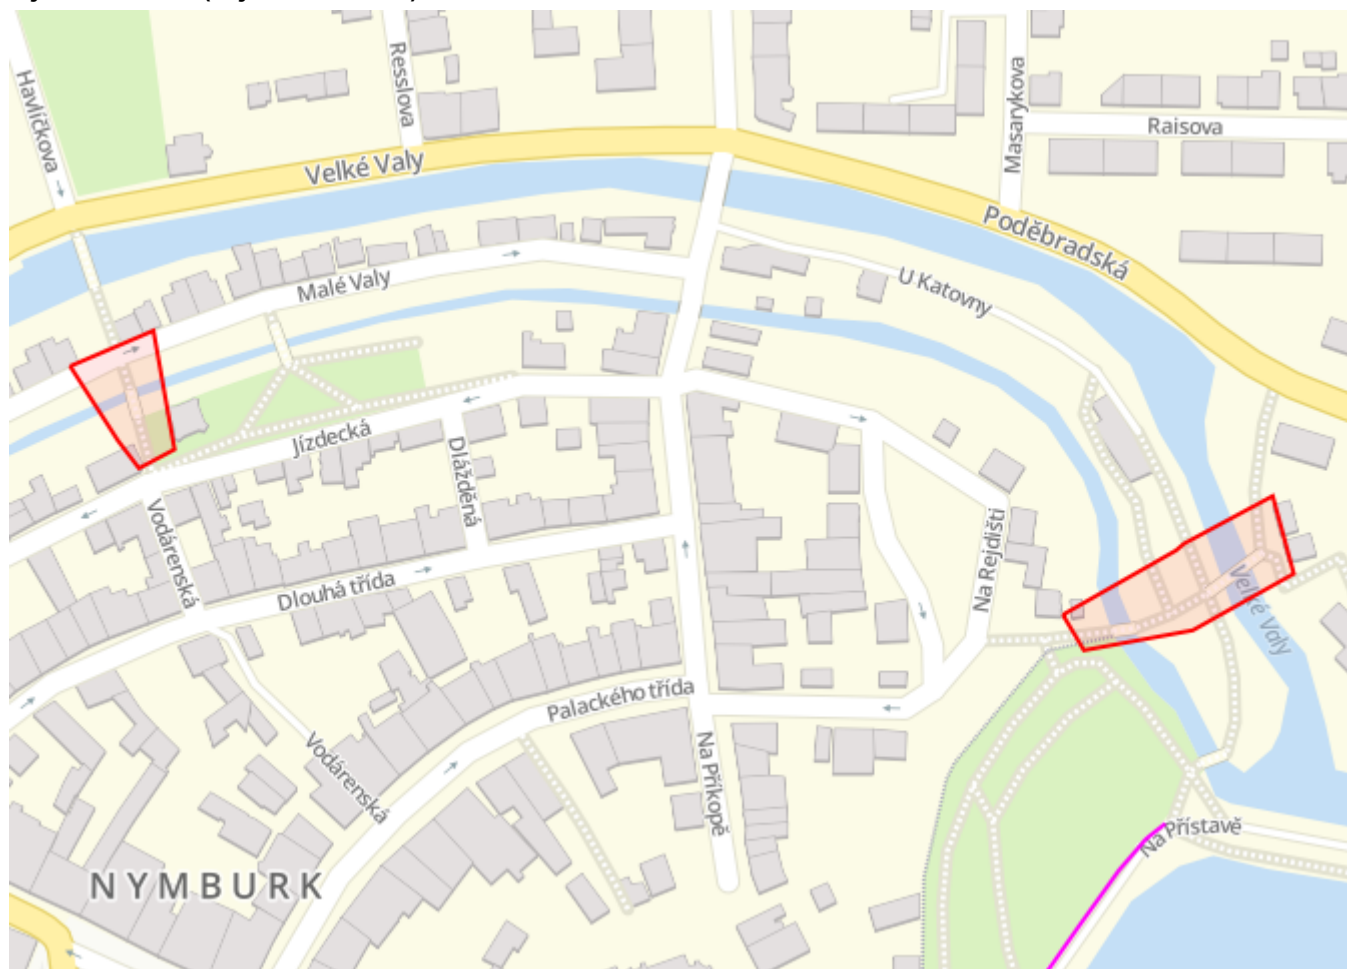 Havlíčkova
Resslova
Velké Valy
Masarykova
Raisova
Poděbradská
Malé Valy
U Katovny
Jízdecká
Dlážděná
Vodárenská
Dlouhá třída
Na Rejdišti
Velké Valy
Palackého třída
Vodárenská
Na Příkopě
Na Přístavě
NYMBURK